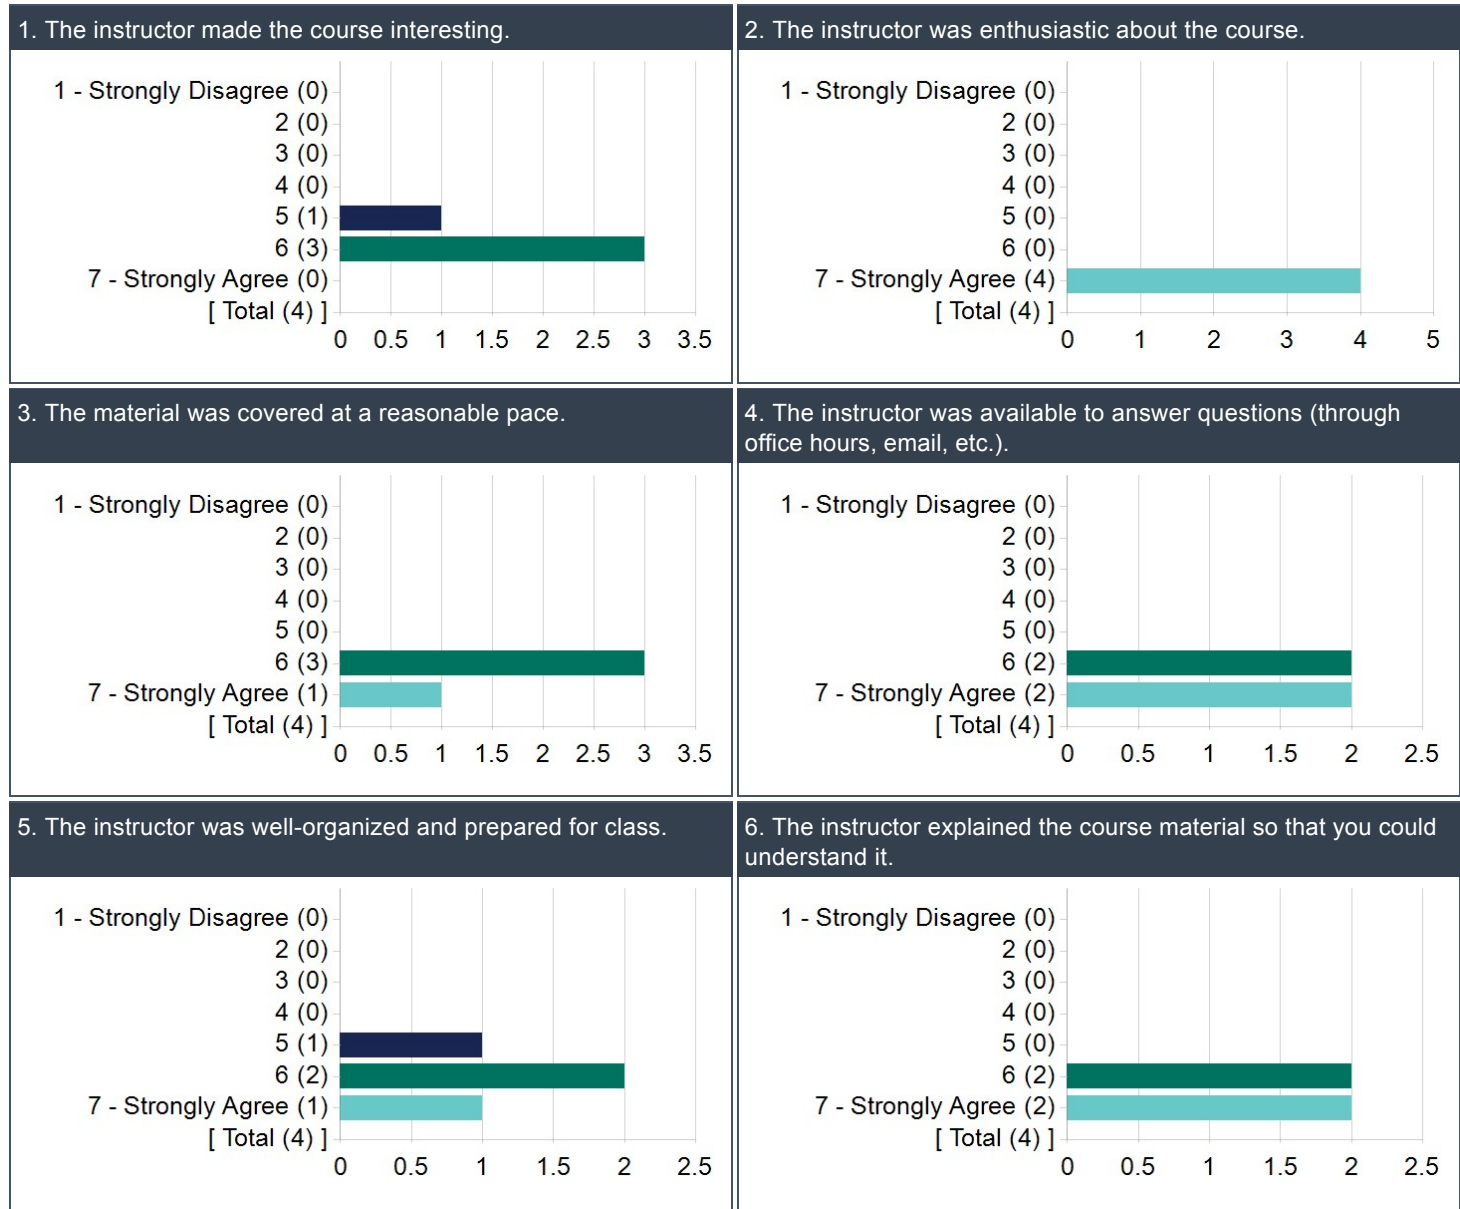 1. The instructor made the course interesting.
1 - Strongly Disagree (0)
2 (0)
3 (0)
4 (0)
5 (1)
6 (3)
7 - Strongly Agree (0)
[ Total (4) ]
0 0.5 1 1.5 2 2.5 3 3.5
2. The instructor was enthusiastic about the course.
1 - Strongly Disagree (0)
2 (0)
3 (0)
4 (0)
5 (0)
6 (0)
7 - Strongly Agree (4)
[ Total (4) ]
0 1 2 3 4 5
3. The material was covered at a reasonable pace.
1 - Strongly Disagree (0)
2 (0)
3 (0)
4 (0)
5 (0)
6 (3)
7 - Strongly Agree (1)
[ Total (4) ]
0 0.5 1 1.5 2 2.5 3 3.5
4. The instructor was available to answer questions (through
office hours, email, etc.).
1 - Strongly Disagree (0)
2 (0)
3 (0)
4 (0)
5 (0)
6 (2)
7 - Strongly Agree (2)
[ Total (4) ]
0 0.5 1 1.5 2 2.5
5. The instructor was well-organized and prepared for class.
1 - Strongly Disagree (0)
2 (0)
3 (0)
4 (0)
5 (1)
6 (2)
7 - Strongly Agree (1)
[ Total (4) ]
0 0.5 1 1.5 2 2.5
6. The instructor explained the course material so that you could
understand it.
1 - Strongly Disagree (0)
2 (0)
3 (0)
4 (0)
5 (0)
6 (2)
7 - Strongly Agree (2)
[ Total (4) ]
0 0.5 1 1.5 2 2.5